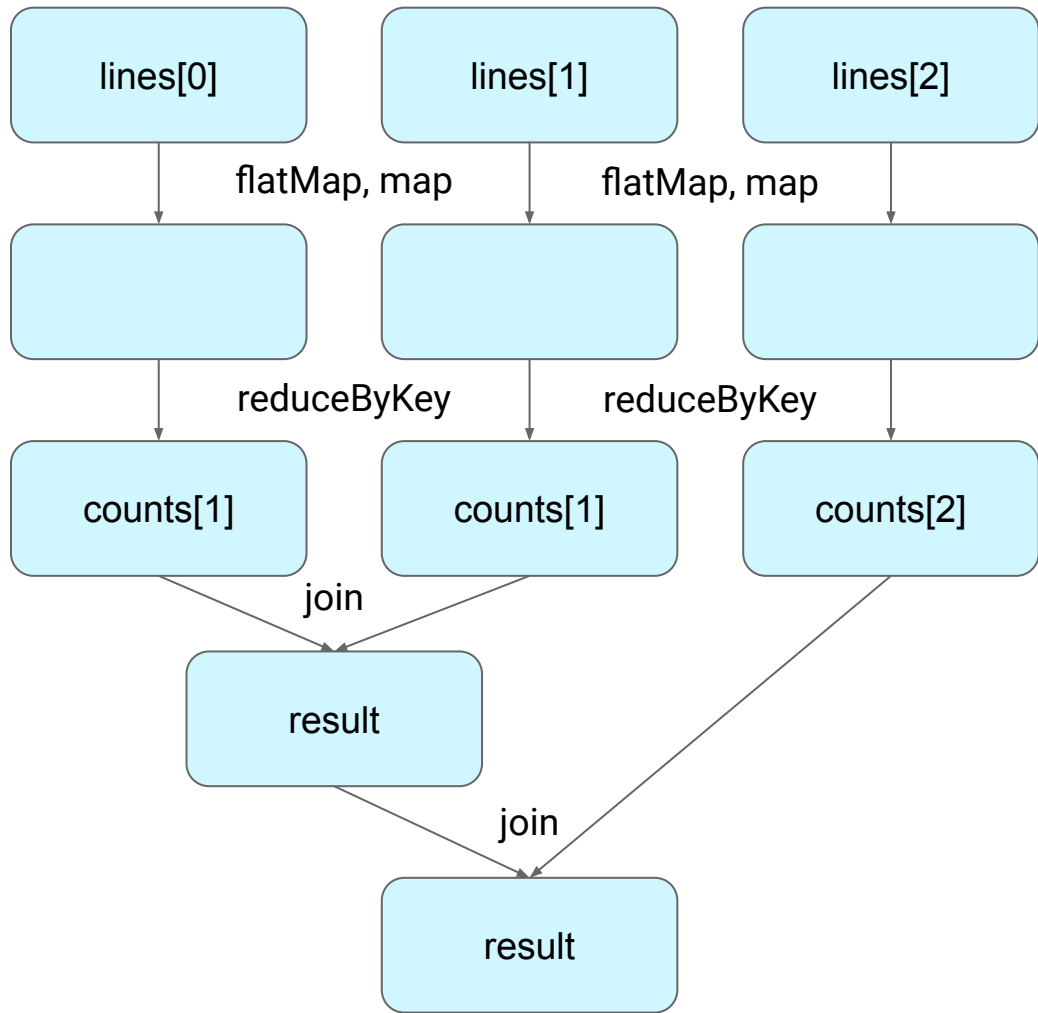 lines[0]
lines[1]
lines[2]
flatMap, map
flatMap, map
reduceByKey
reduceByKey
counts[1]
counts[1]
counts[2]
join
result
join
result